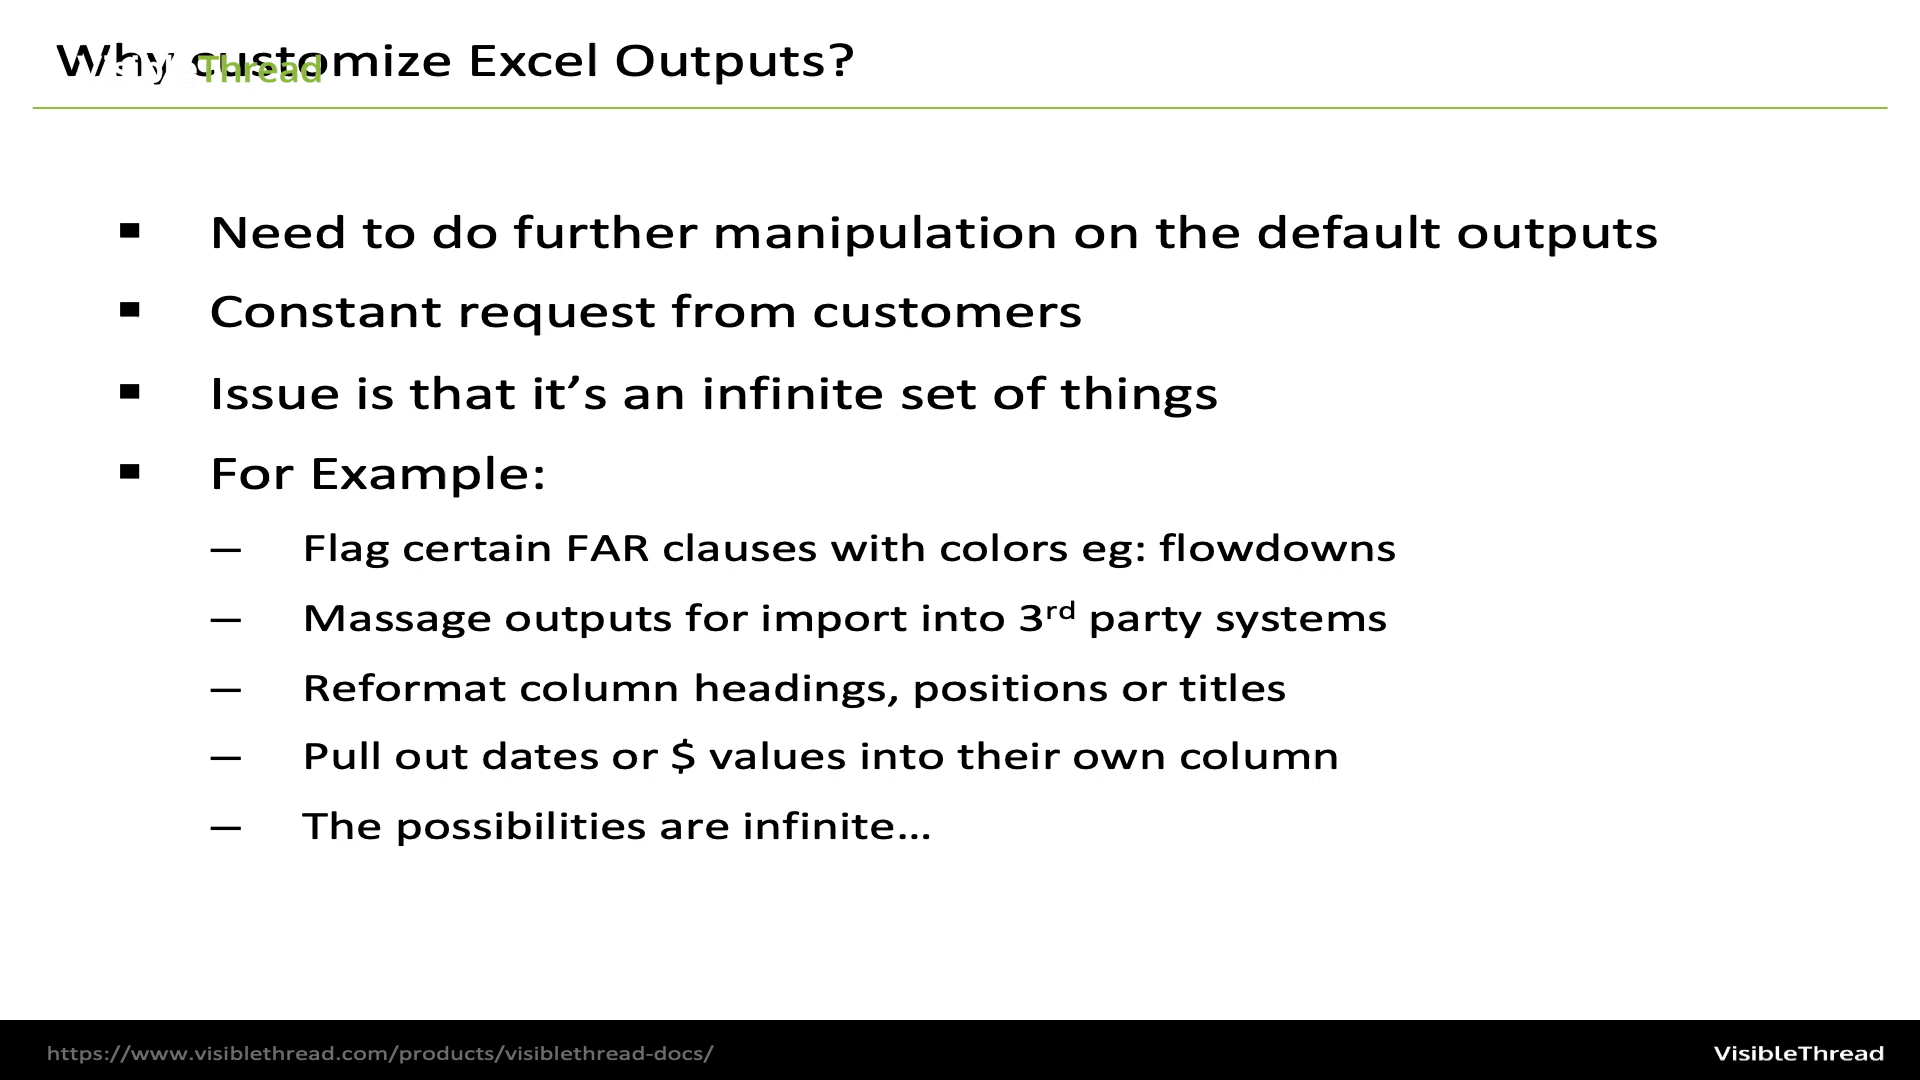 Why customize Excel Outputs?
VisibleThread
▪ Need to do further manipulation on the default outputs
▪ Constant request from customers
▪ Issue is that it’s an infinite set of things
▪ For Example:
– Flag certain FAR clauses with colors eg: flowdowns
– Massage outputs for import into 3rd party systems
– Reformat column headings, positions or titles
– Pull out dates or $ values into their own column
– The possibilities are infinite…
https://www.visiblethread.com/products/visiblethread-docs/
VisibleThread